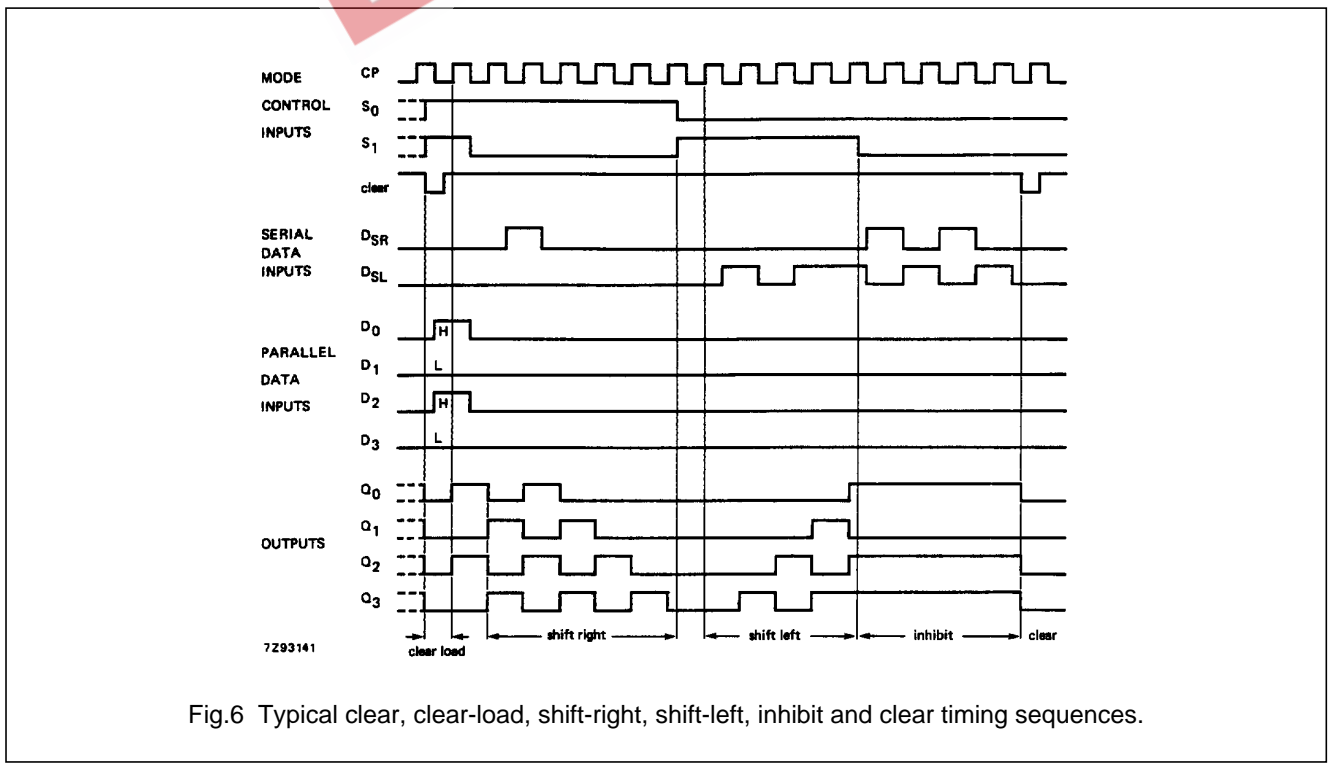 MODE CP
CONTROL S0
INPUTS
S1
clear
SERIAL DSR
DATA
INPUTS DSL
D0
H
PARALLEL
D1 L
DATA
D2 H
INPUTS
D3 L
Q0
Q1
OUTPUTS
Q2
Q3
shift right shift left inhibit clear
7Z93141 clear load
Fig.6 Typical clear, clear-load, shift-right, shift-left, inhibit and clear timing sequences.